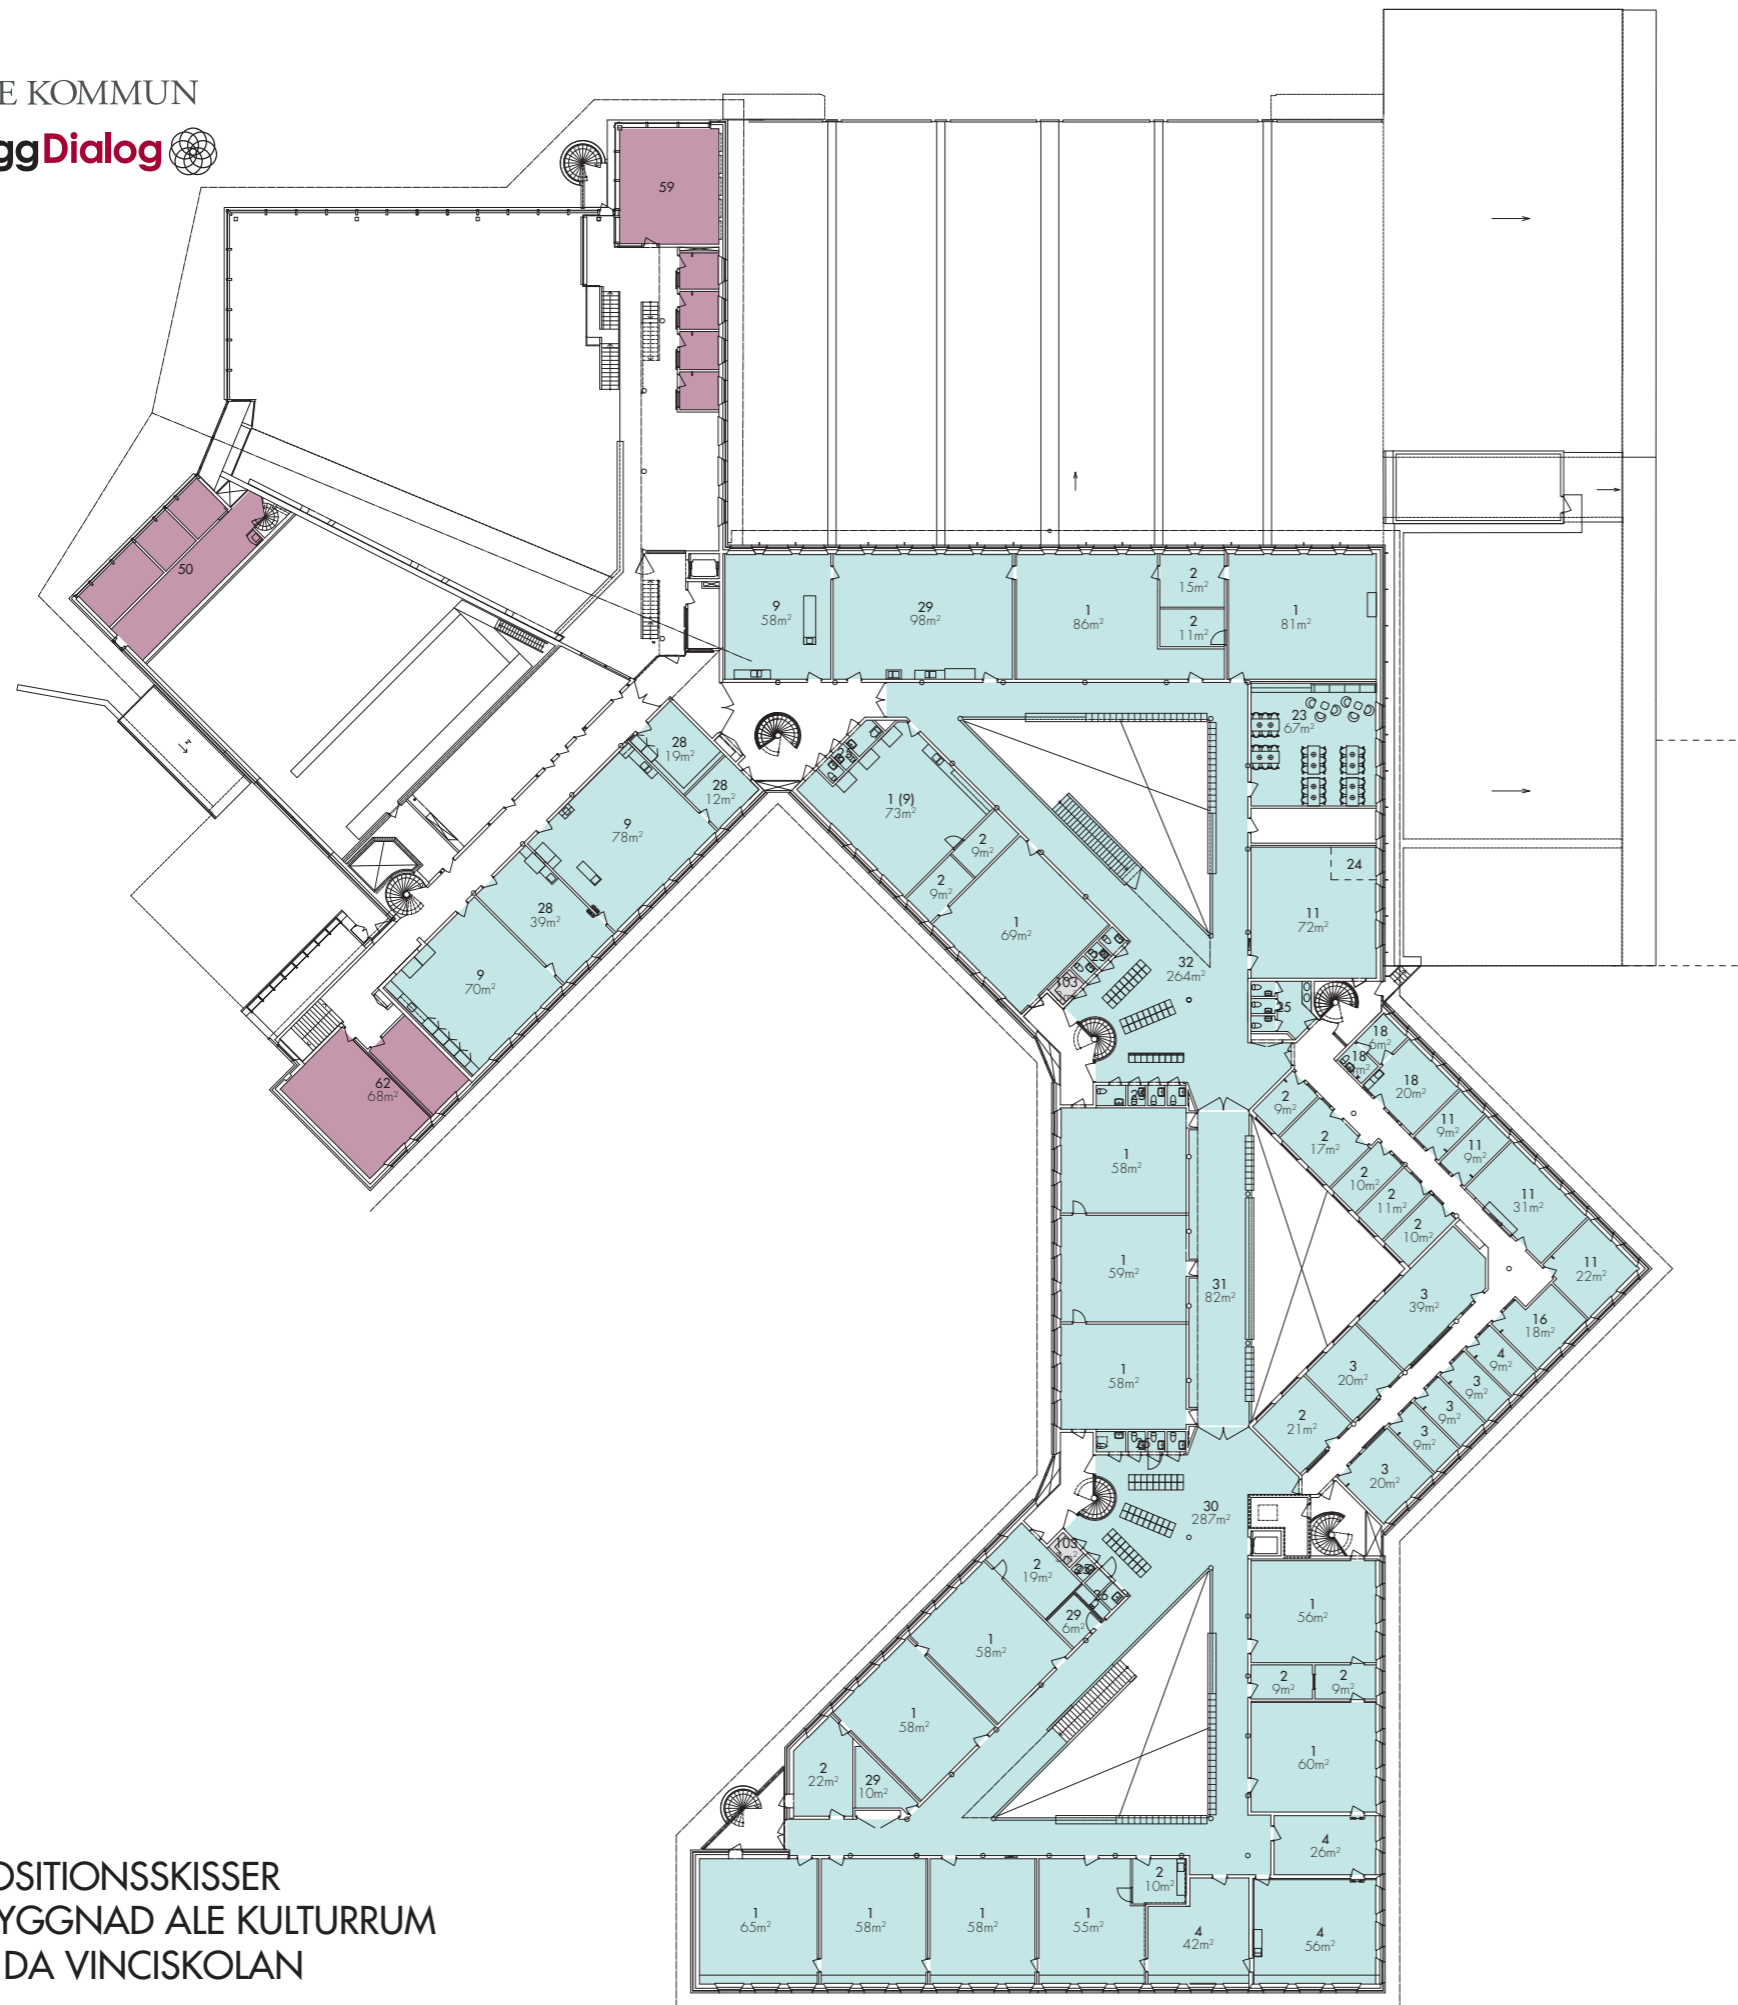 E KOMMUN
ggDialog
59
50
9
58m²
29
98m²
1
86m²
2
15m²
2
11m²
1
81m²
23
67m²
28
19m²
28
12m²
9
78m²
1 (9)
73m²
2
9m²
2
9m²
24
28
39m²
1
69m²
11
72m²
9
70m²
32
264m²
103
25
25
18
6m²
18
18
20m²
62
68m²
2
9m²
11
9m²
2
17m²
11
9m²
1
58m²
2
10m²
2
11m²
11
31m²
2
10m²
11
22m²
1
59m²
31
82m²
3
39m²
16
18m²
1
58m²
3
20m²
4
9m²
3
9m²
2
21m²
3
9m²
3
9m²
3
20m²
30
287m²
103
2
19m²
29
6m²
1
56m²
1
58m²
2
9m²
2
9m²
1
58m²
1
60m²
2
22m²
29
10m²
4
26m²
1
65m²
1
58m²
1
58m²
1
55m²
2
10m²
4
42m²
4
56m²
OSITIONSSKISSER
YGGNAD ALE KULTURRUM
DA VINCISKOLAN